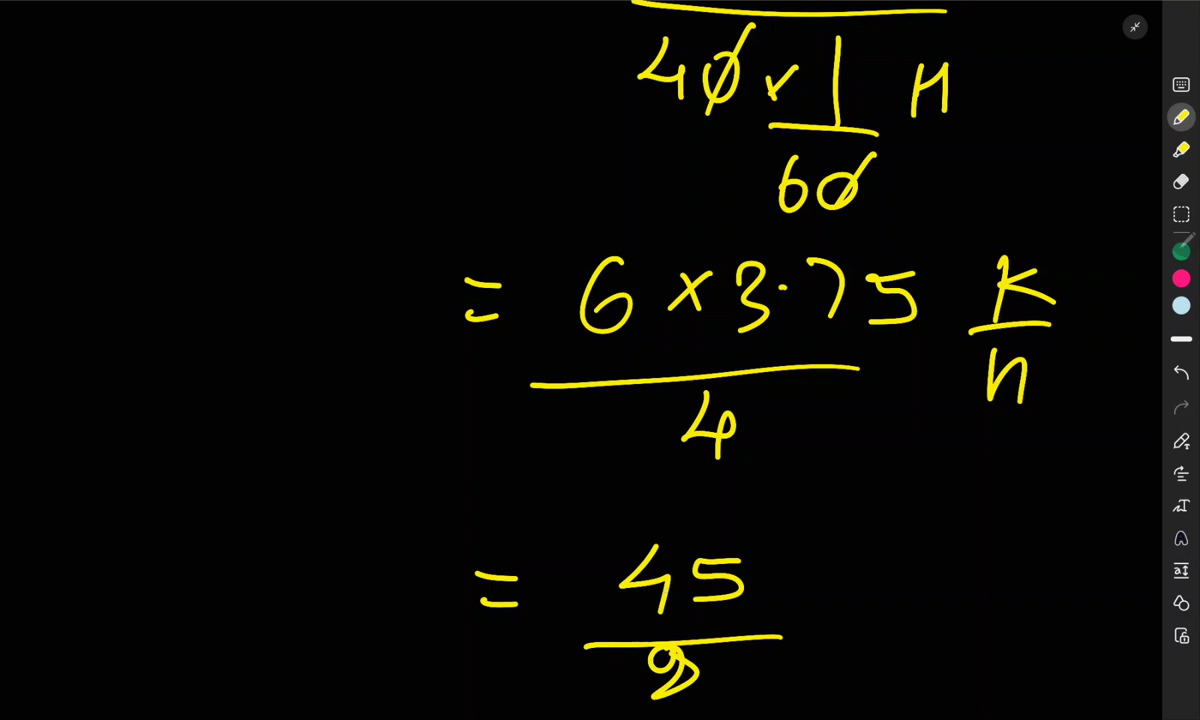 40 × 1 H
60
= 6 × 3.75 K
4 h
= 45
8